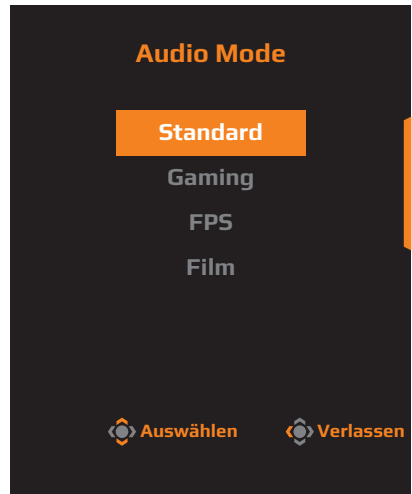 Audio Mode
Standard
Gaming
FPS
Film
Auswählen Verlassen